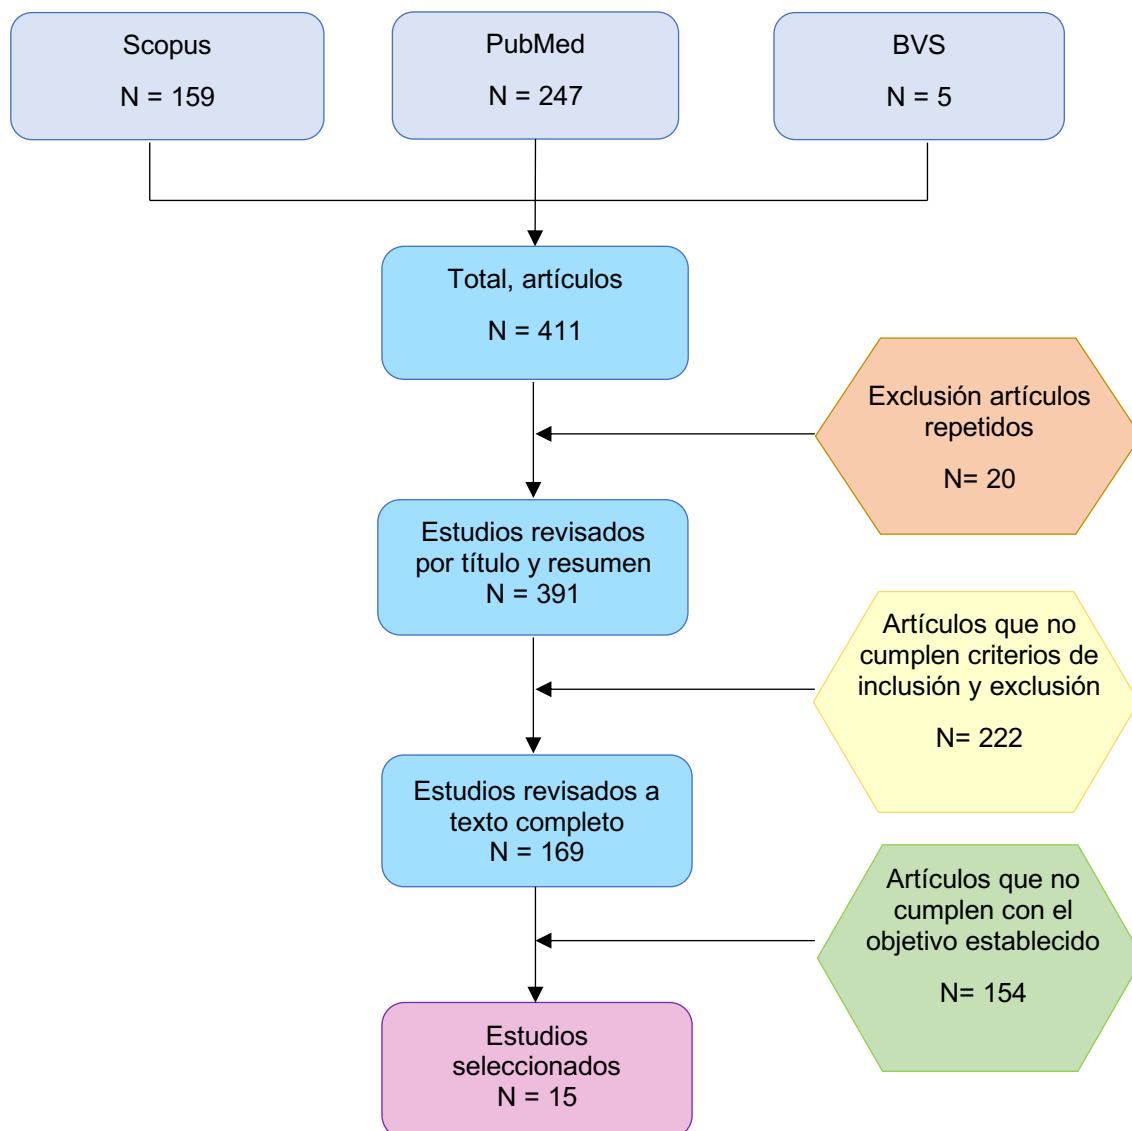 Scopus
N = 159
PubMed
N = 247
BVS
N = 5
Total, artículos
N = 411
Exclusión artículos
repetidos
N= 20
Estudios revisados
por título y resumen
N = 391
Artículos que no
cumplen criterios de
inclusión y exclusión
N= 222
Estudios revisados a
texto completo
N = 169
Artículos que no
cumplen con el
objetivo establecido
N= 154
Estudios
seleccionados
N = 15